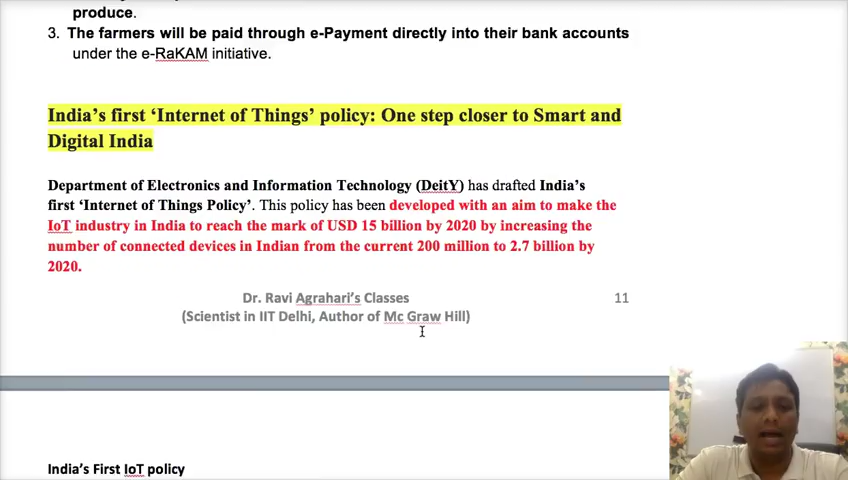 produce.
3. The farmers will be paid through e-Payment directly into their bank accounts
under the e-RaKAM initiative.
India's first ‘Internet of Things’ policy: One step closer to Smart and
Digital India
Department of Electronics and Information Technology (DeitY) has drafted India's
first ‘Internet of Things Policy’. This policy has been developed with an aim to make the
IoT industry in India to reach the mark of USD 15 billion by 2020 by increasing the
number of connected devices in Indian from the current 200 million to 2.7 billion by
2020.
Dr. Ravi Agrahari's Classes 11
(Scientist in IIT Delhi, Author of Mc Graw Hill)
India's First IoT policy